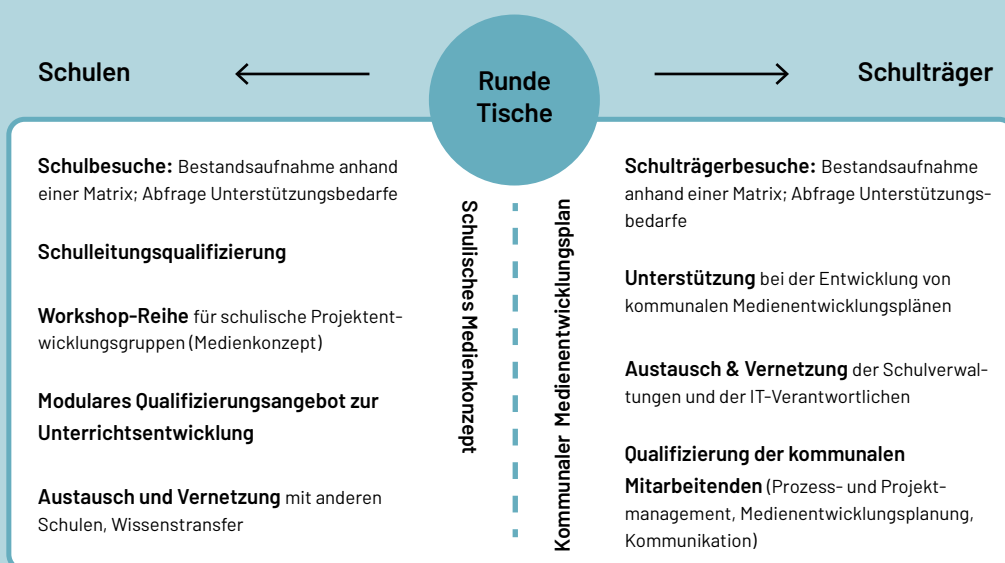 Schulen
Runde
Tische
Schulträger
Schulbesuche: Bestandsaufnahme anhand
einer Matrix; Abfrage Unterstützungsbedarfe
Schulleitungsqualifizierung
Workshop-Reihe für schulische Projektent-
wicklungsgruppen (Medienkonzept)
Modulares Qualifizierungsangebot zur
Unterrichtsentwicklung
Austausch und Vernetzung mit anderen
Schulen, Wissenstransfer
Schulisches Medienkonzept
Kommunaler Medienentwicklungsplan
Schulträgerbesuche: Bestandsaufnahme
anhand einer Matrix; Abfrage Unterstützungs-
bedarfe
Unterstützung bei der Entwicklung von
kommunalen Medienentwicklungsplänen
Austausch & Vernetzung der Schulverwal-
tungen und der IT-Verantwortlichen
Qualifizierung der kommunalen
Mitarbeitenden (Prozess- und Projekt-
management, Medienentwicklungsplanung,
Kommunikation)